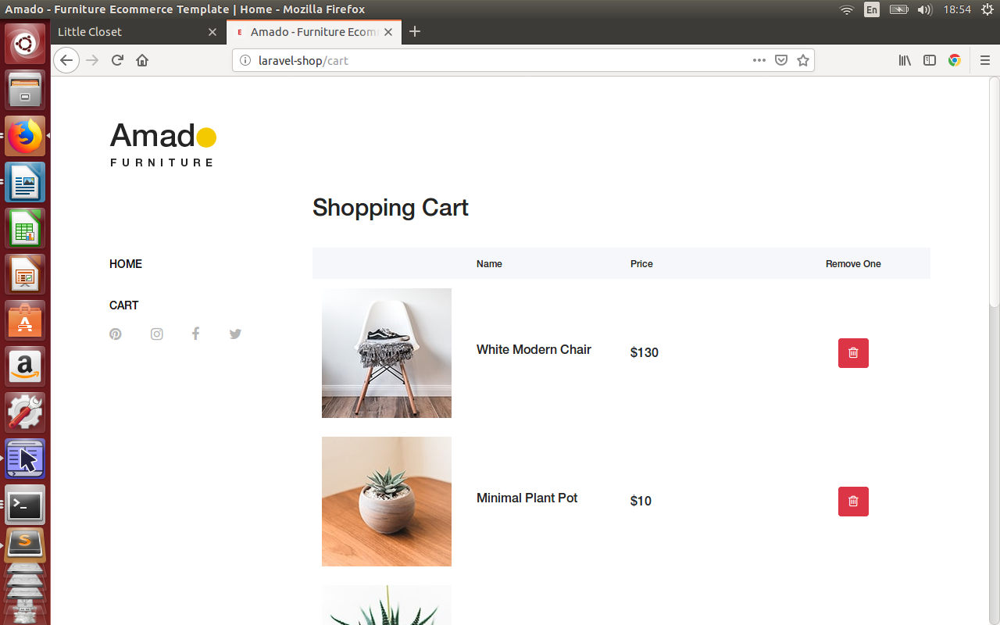 Amado - Furniture Ecommerce Template | Home - Mozilla Firefox
En
18:54
Little Closet
Amado - Furniture Ecom
laravel-shop/cart
Amado
FURNITURE
Shopping Cart
Name Price Remove One
HOME
CART
White Modern Chair $130
Minimal Plant Pot $10